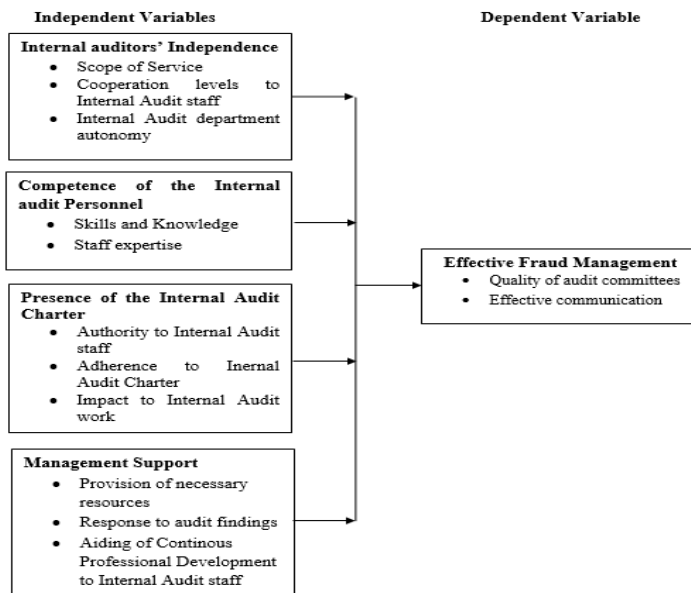 Independent Variables
Dependent Variable
Internal auditors' Independence
• Scope of Service
• Cooperation levels to
Internal Audit staff
• Internal Audit department
autonomy
Competence of the Internal
audit Personnel
• Skills and Knowledge
• Staff expertise
Presence of the Internal Audit
Charter
• Authority to Internal Audit
staff
• Adherence to Inernal
Audit Charter
• Impact to Internal Audit
work
Management Support
• Provision of necessary
resources
• Response to audit findings
• Aiding of Continous
Professional Development
to Internal Audit staff
Effective Fraud Management
• Quality of audit committees
• Effective communication